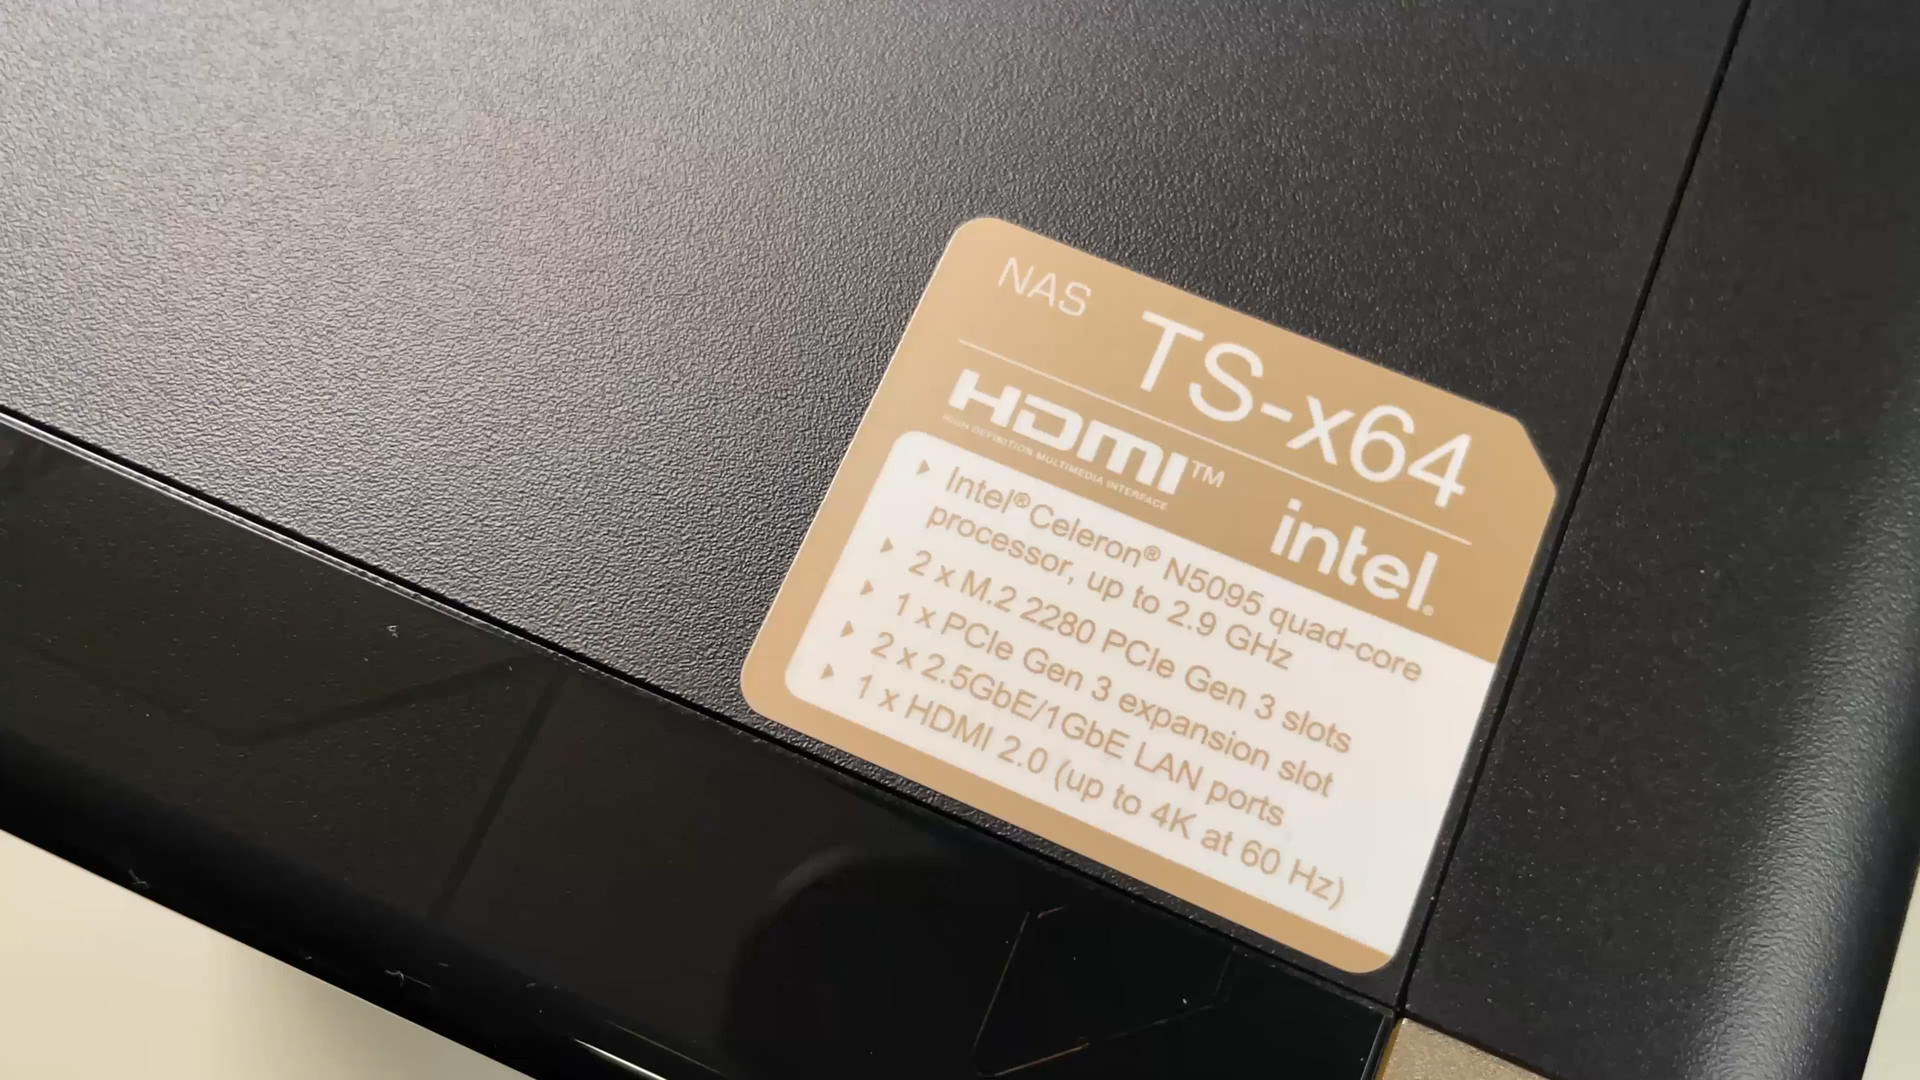 NAS
TS-x64
HDMI™
HIGH DEFINITION MULTIMEDIA INTERFACE
intel®
Intel® Celeron® N5095 quad-core
processor, up to 2.9 GHz
2 x M.2 2280 PCIe Gen 3 slots
1 x PCIe Gen 3 expansion slot
2 x 2.5GbE/1GbE LAN ports
1 x HDMI 2.0 (up to 4K at 60 Hz)